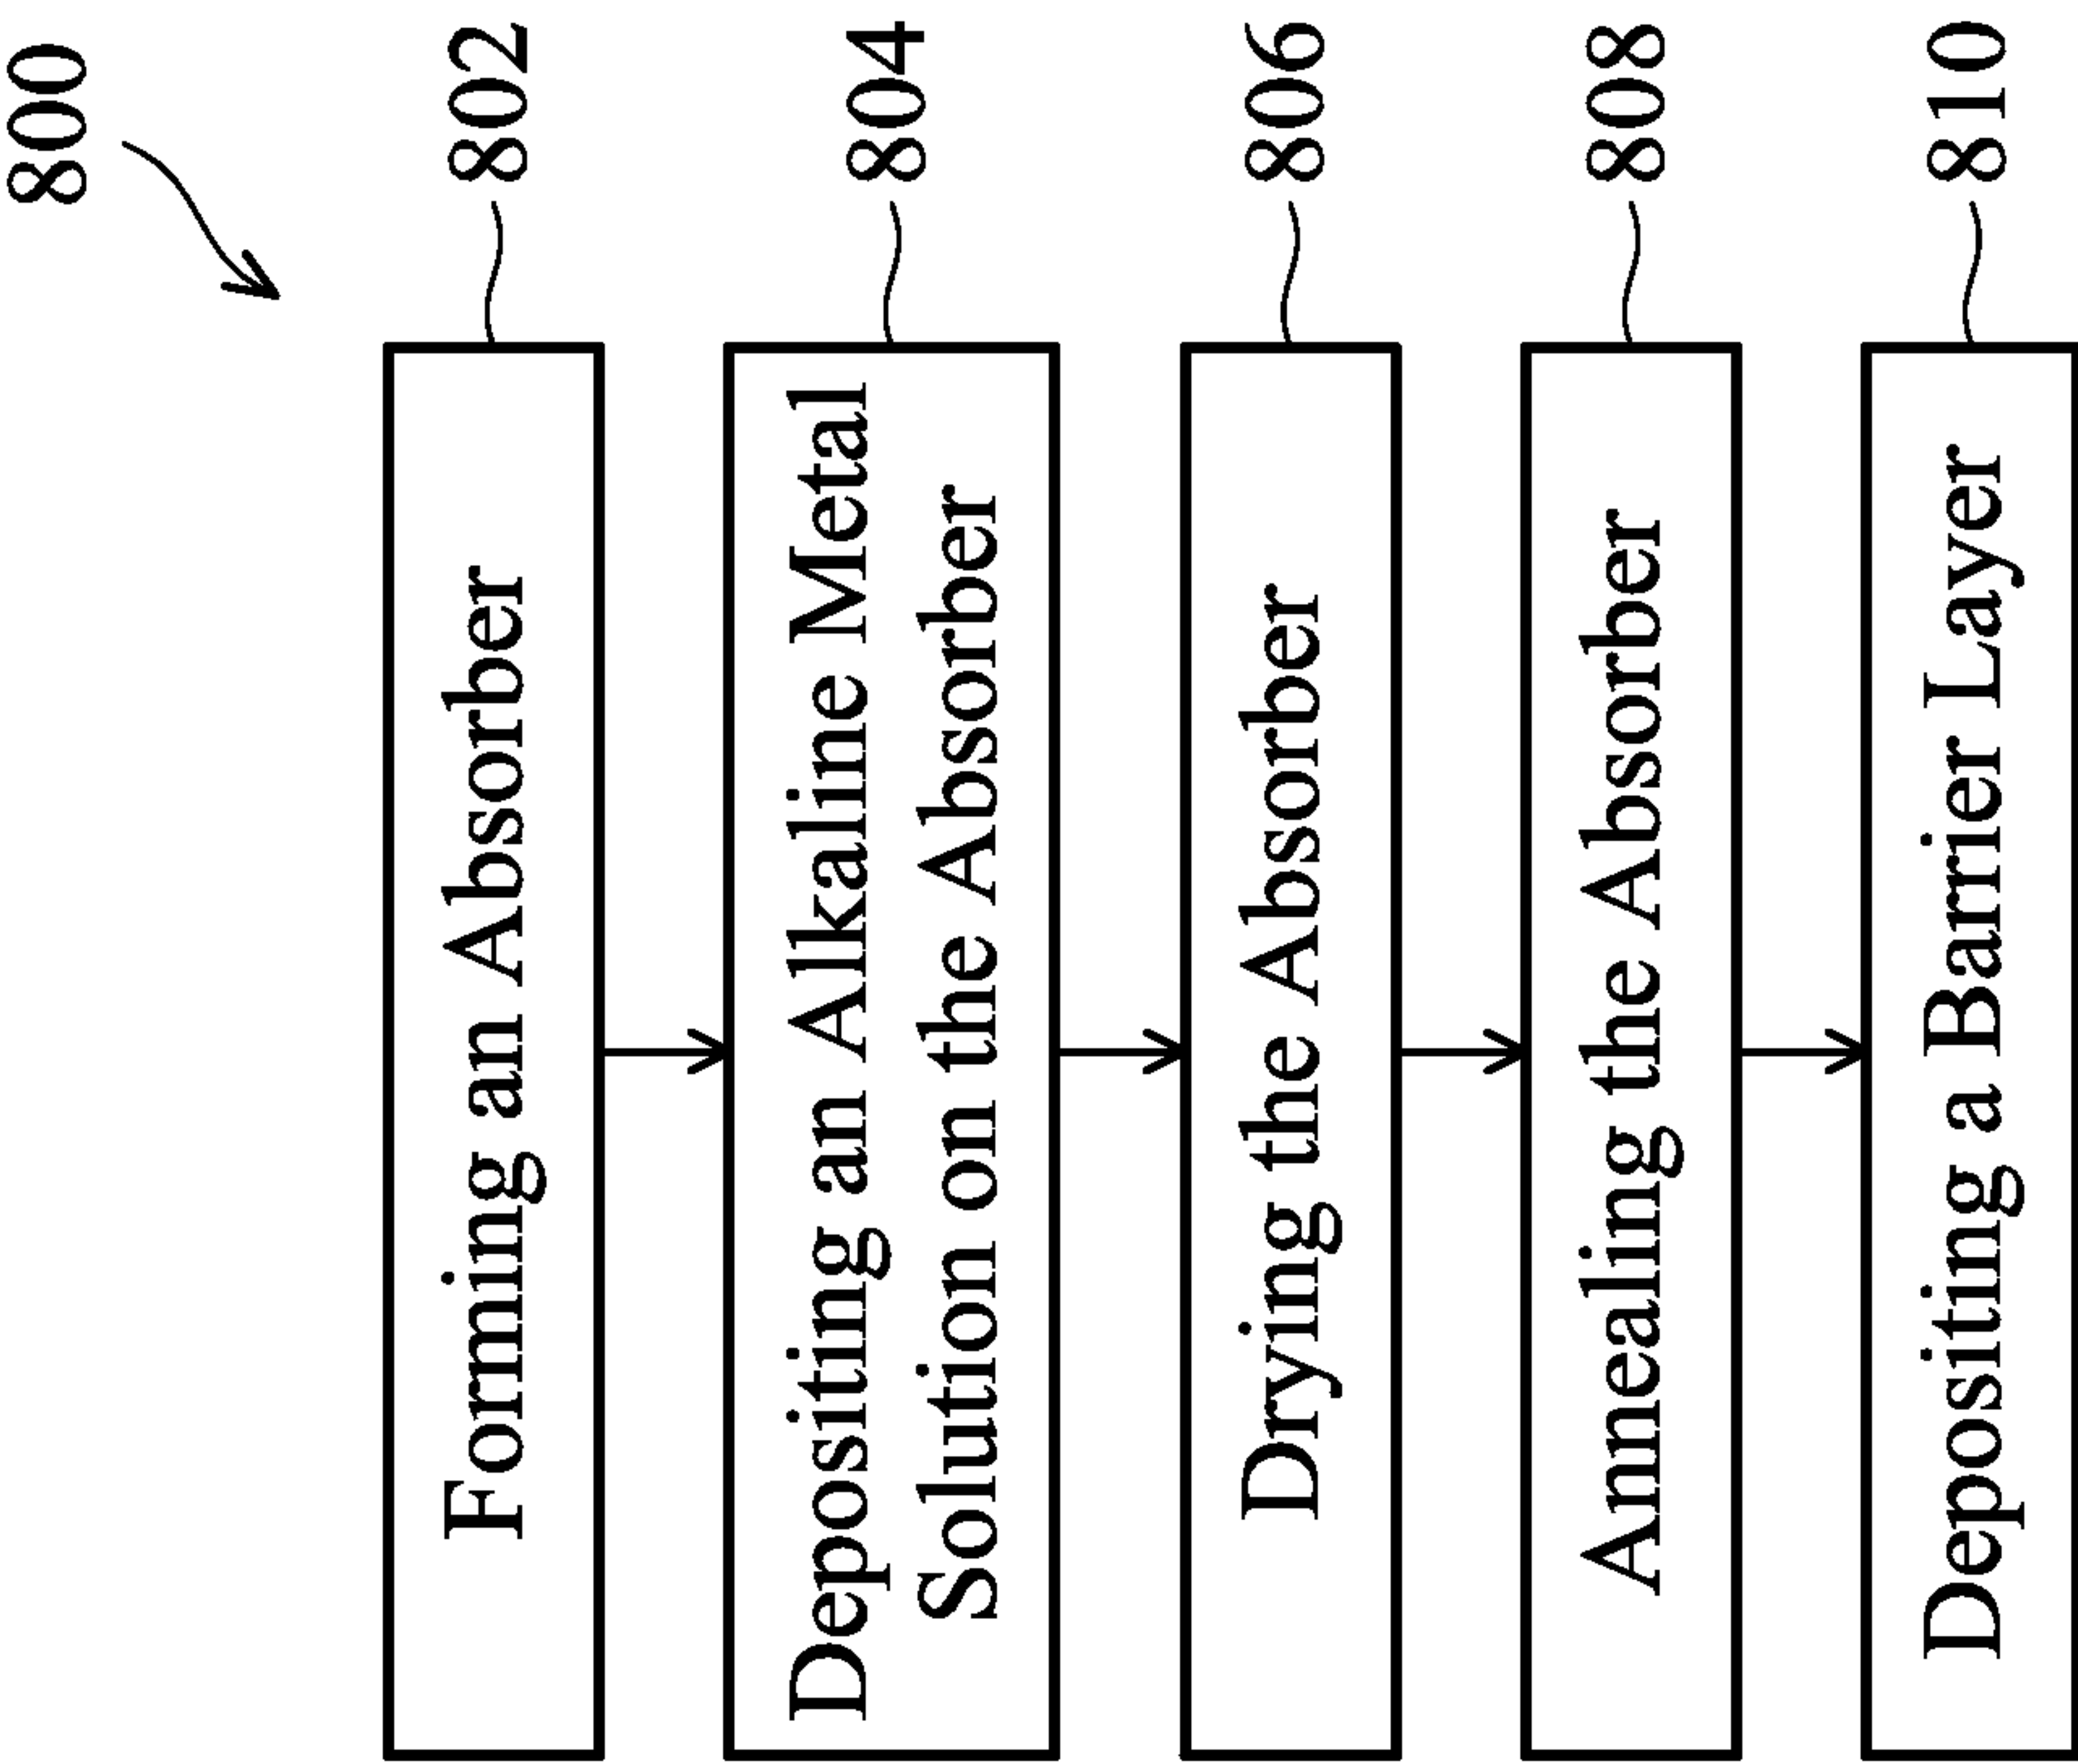 800
Forming an Absorber
802
Depositing an Alkaline Metal
Solution on the Absorber
804
Drying the Absorber
806
Annealing the Absorber
808
Depositing a Barrier Layer
810